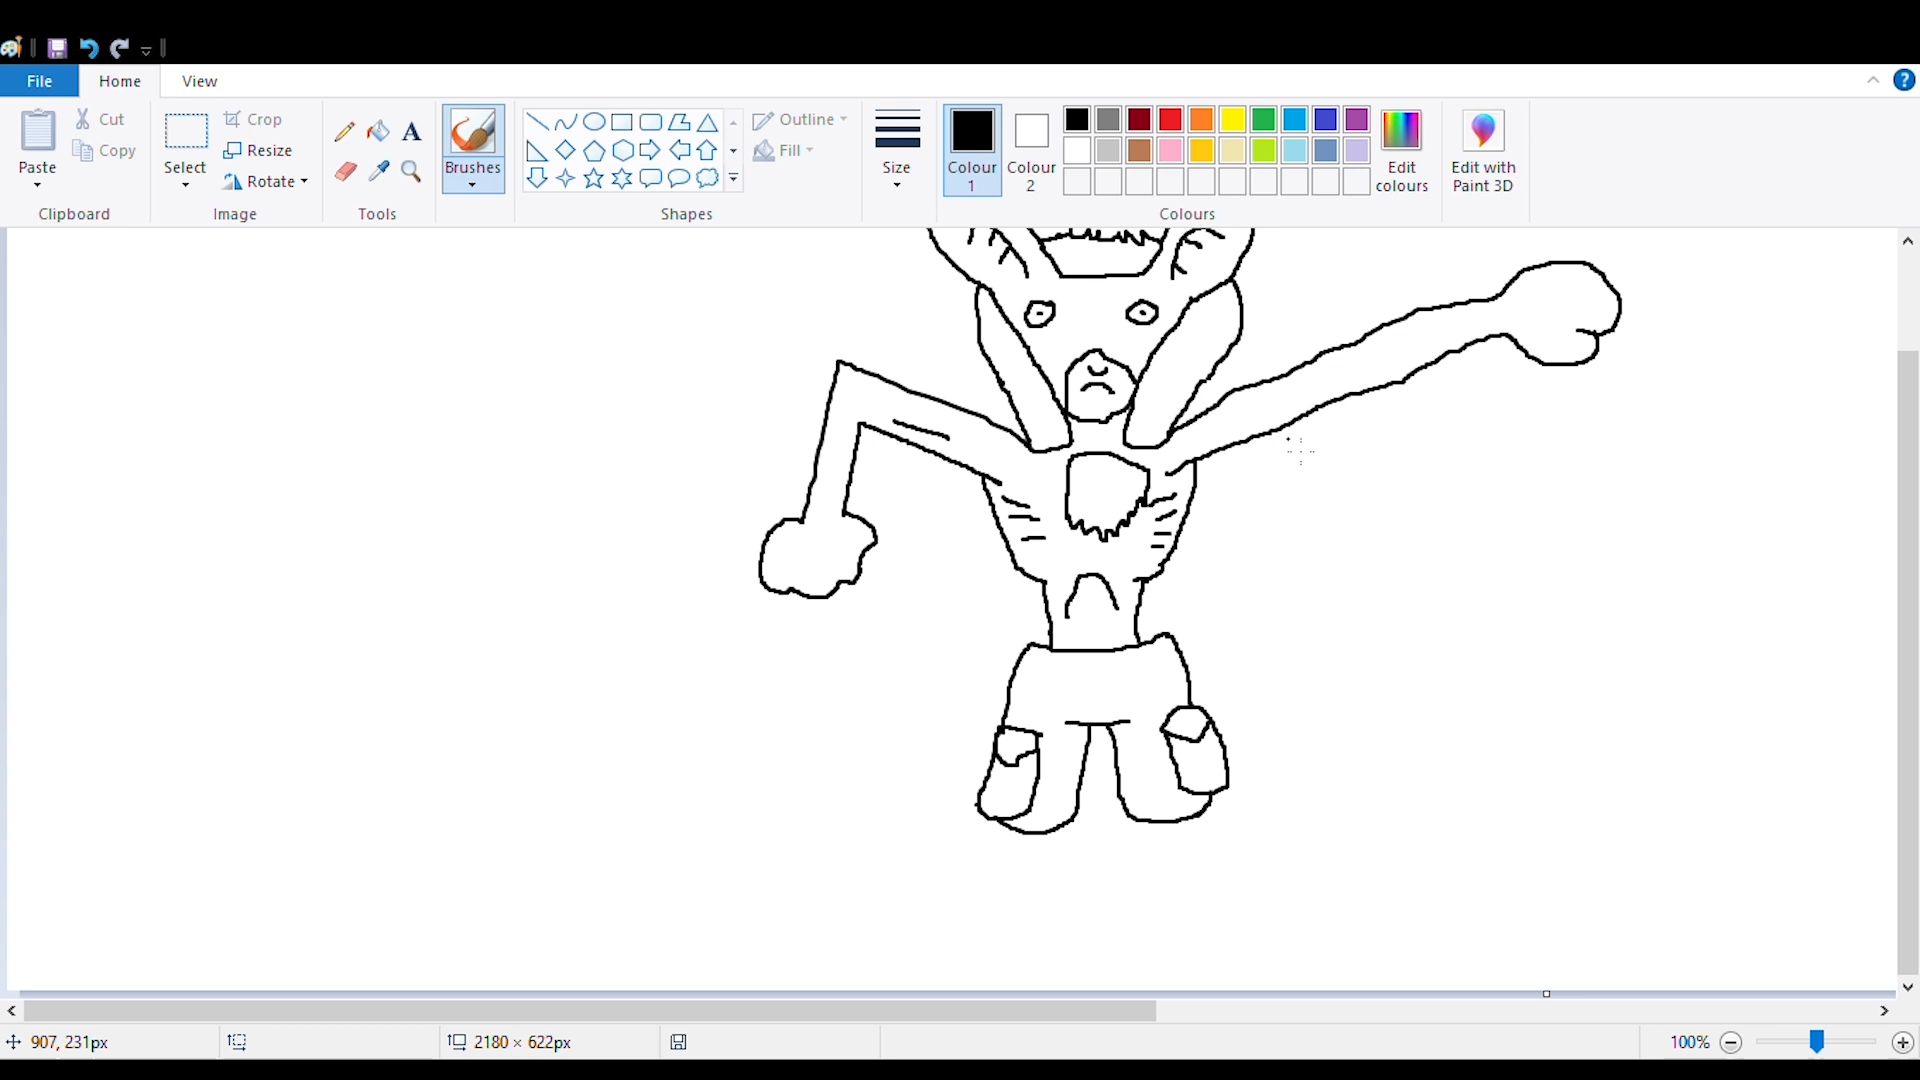 File Home View
?
Paste
Cut
Copy
Clipboard
Select
Crop
Resize
Rotate
Image
A
Tools
Brushes
Shapes
Outline
Fill
Size
Colour
1
Colour
2
Colours
Edit
colours
Edit with
Paint 3D
907, 231px
2180 × 622px
100%